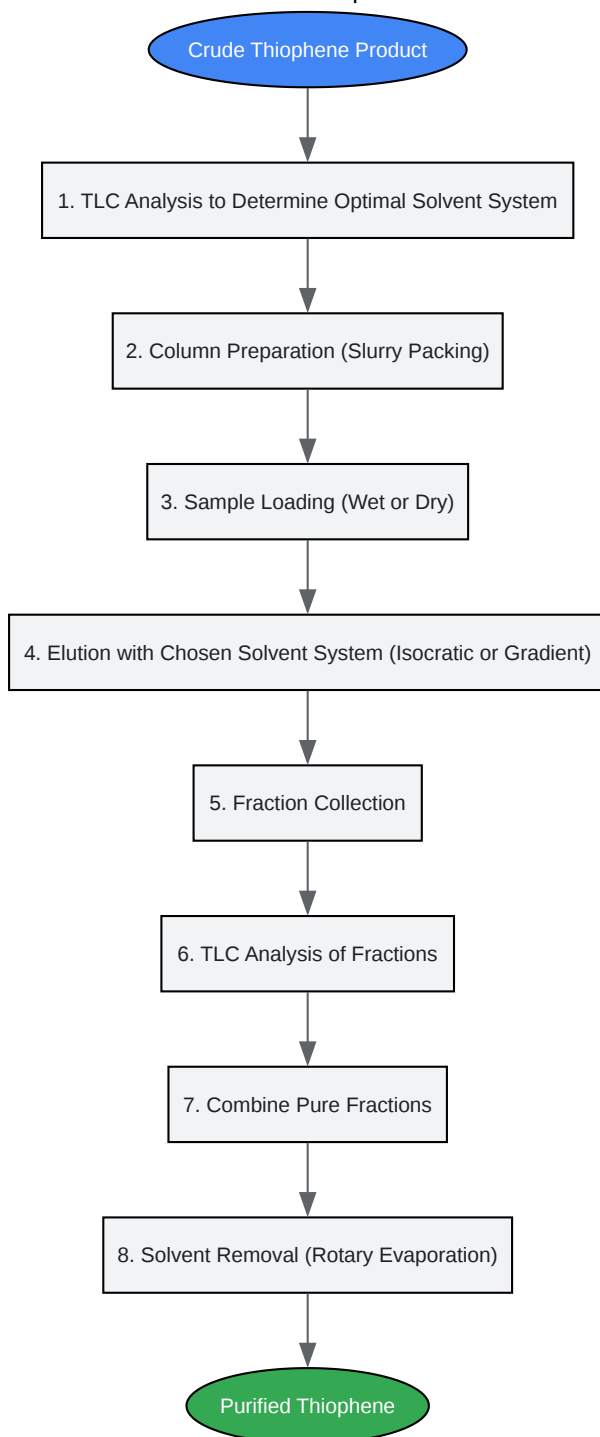 Crude Thiophene Product
1. TLC Analysis to Determine Optimal Solvent System
2. Column Preparation (Slurry Packing)
3. Sample Loading (Wet or Dry)
4. Elution with Chosen Solvent System (Isocratic or Gradient)
5. Fraction Collection
6. TLC Analysis of Fractions
7. Combine Pure Fractions
8. Solvent Removal (Rotary Evaporation)
Purified Thiophene